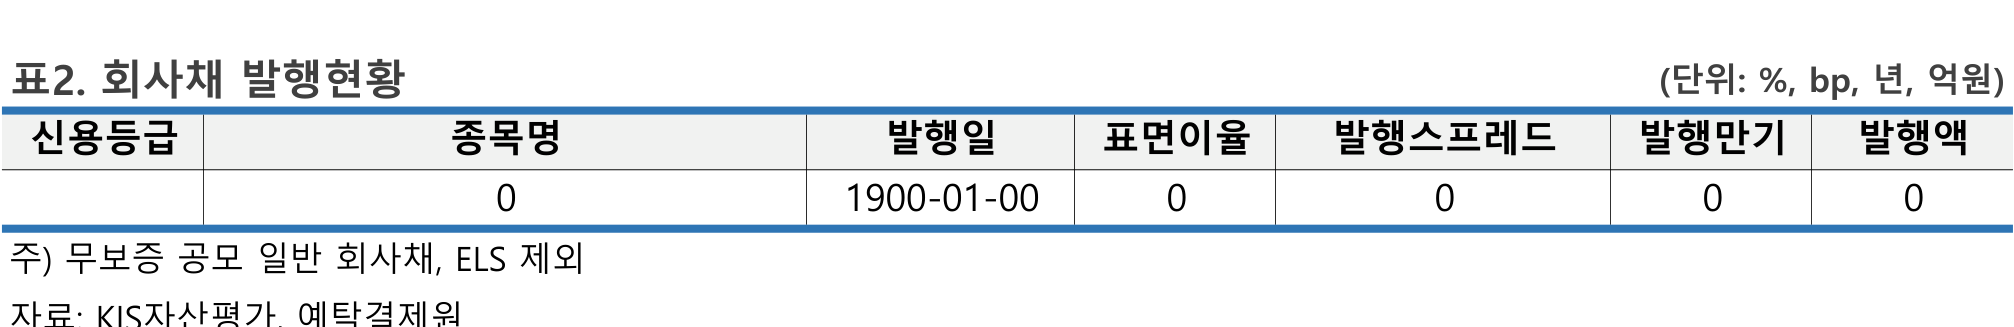 표2. 회사채 발행현황 (단위: %, bp, 년, 억원)
신용등급 종목명 발행일 표면이율 발행스프레드 발행만기 발행액
0 1900-01-00 0 0 0 0
주) 무보증 공모 일반 회사채, ELS 제외
자료: KIS자산평가, 예탁결제원